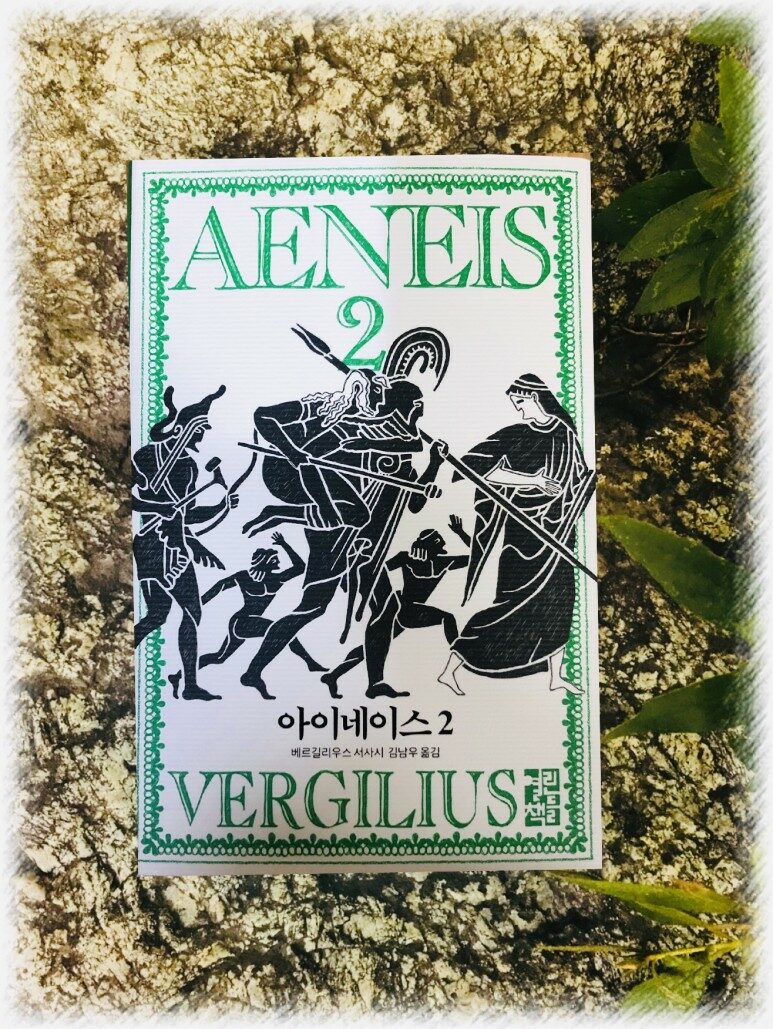 AENEIS
2
아이네이스 2
베르길리우스 서사시 김남우 옮김
VERGILIUS
열린
책들